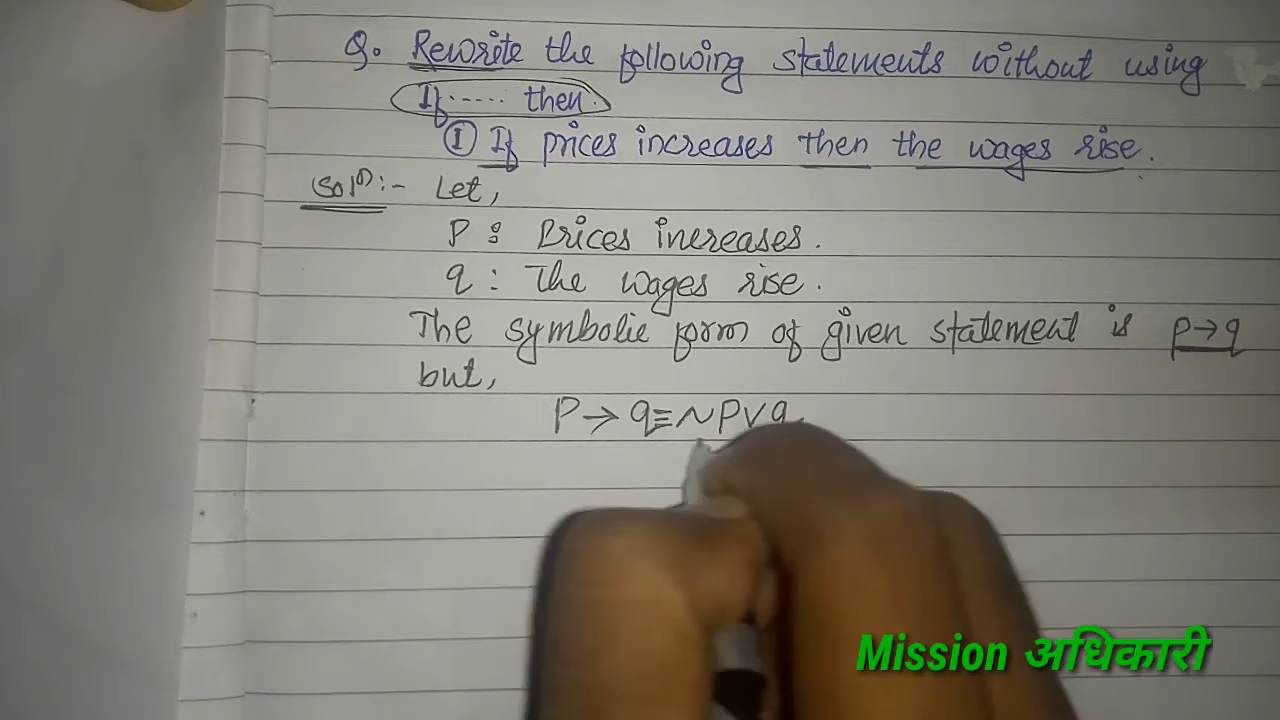 Q. Rewrite the following statements without using
If ..... then.
① If prices increases then the wages rise.
Solⁿ:- Let,
P : Prices increases.
q : The wages rise.
The symbolic form of given statement is p→q
but,
P → q ≡ ~ P ∨ q
Mission अधिकारी